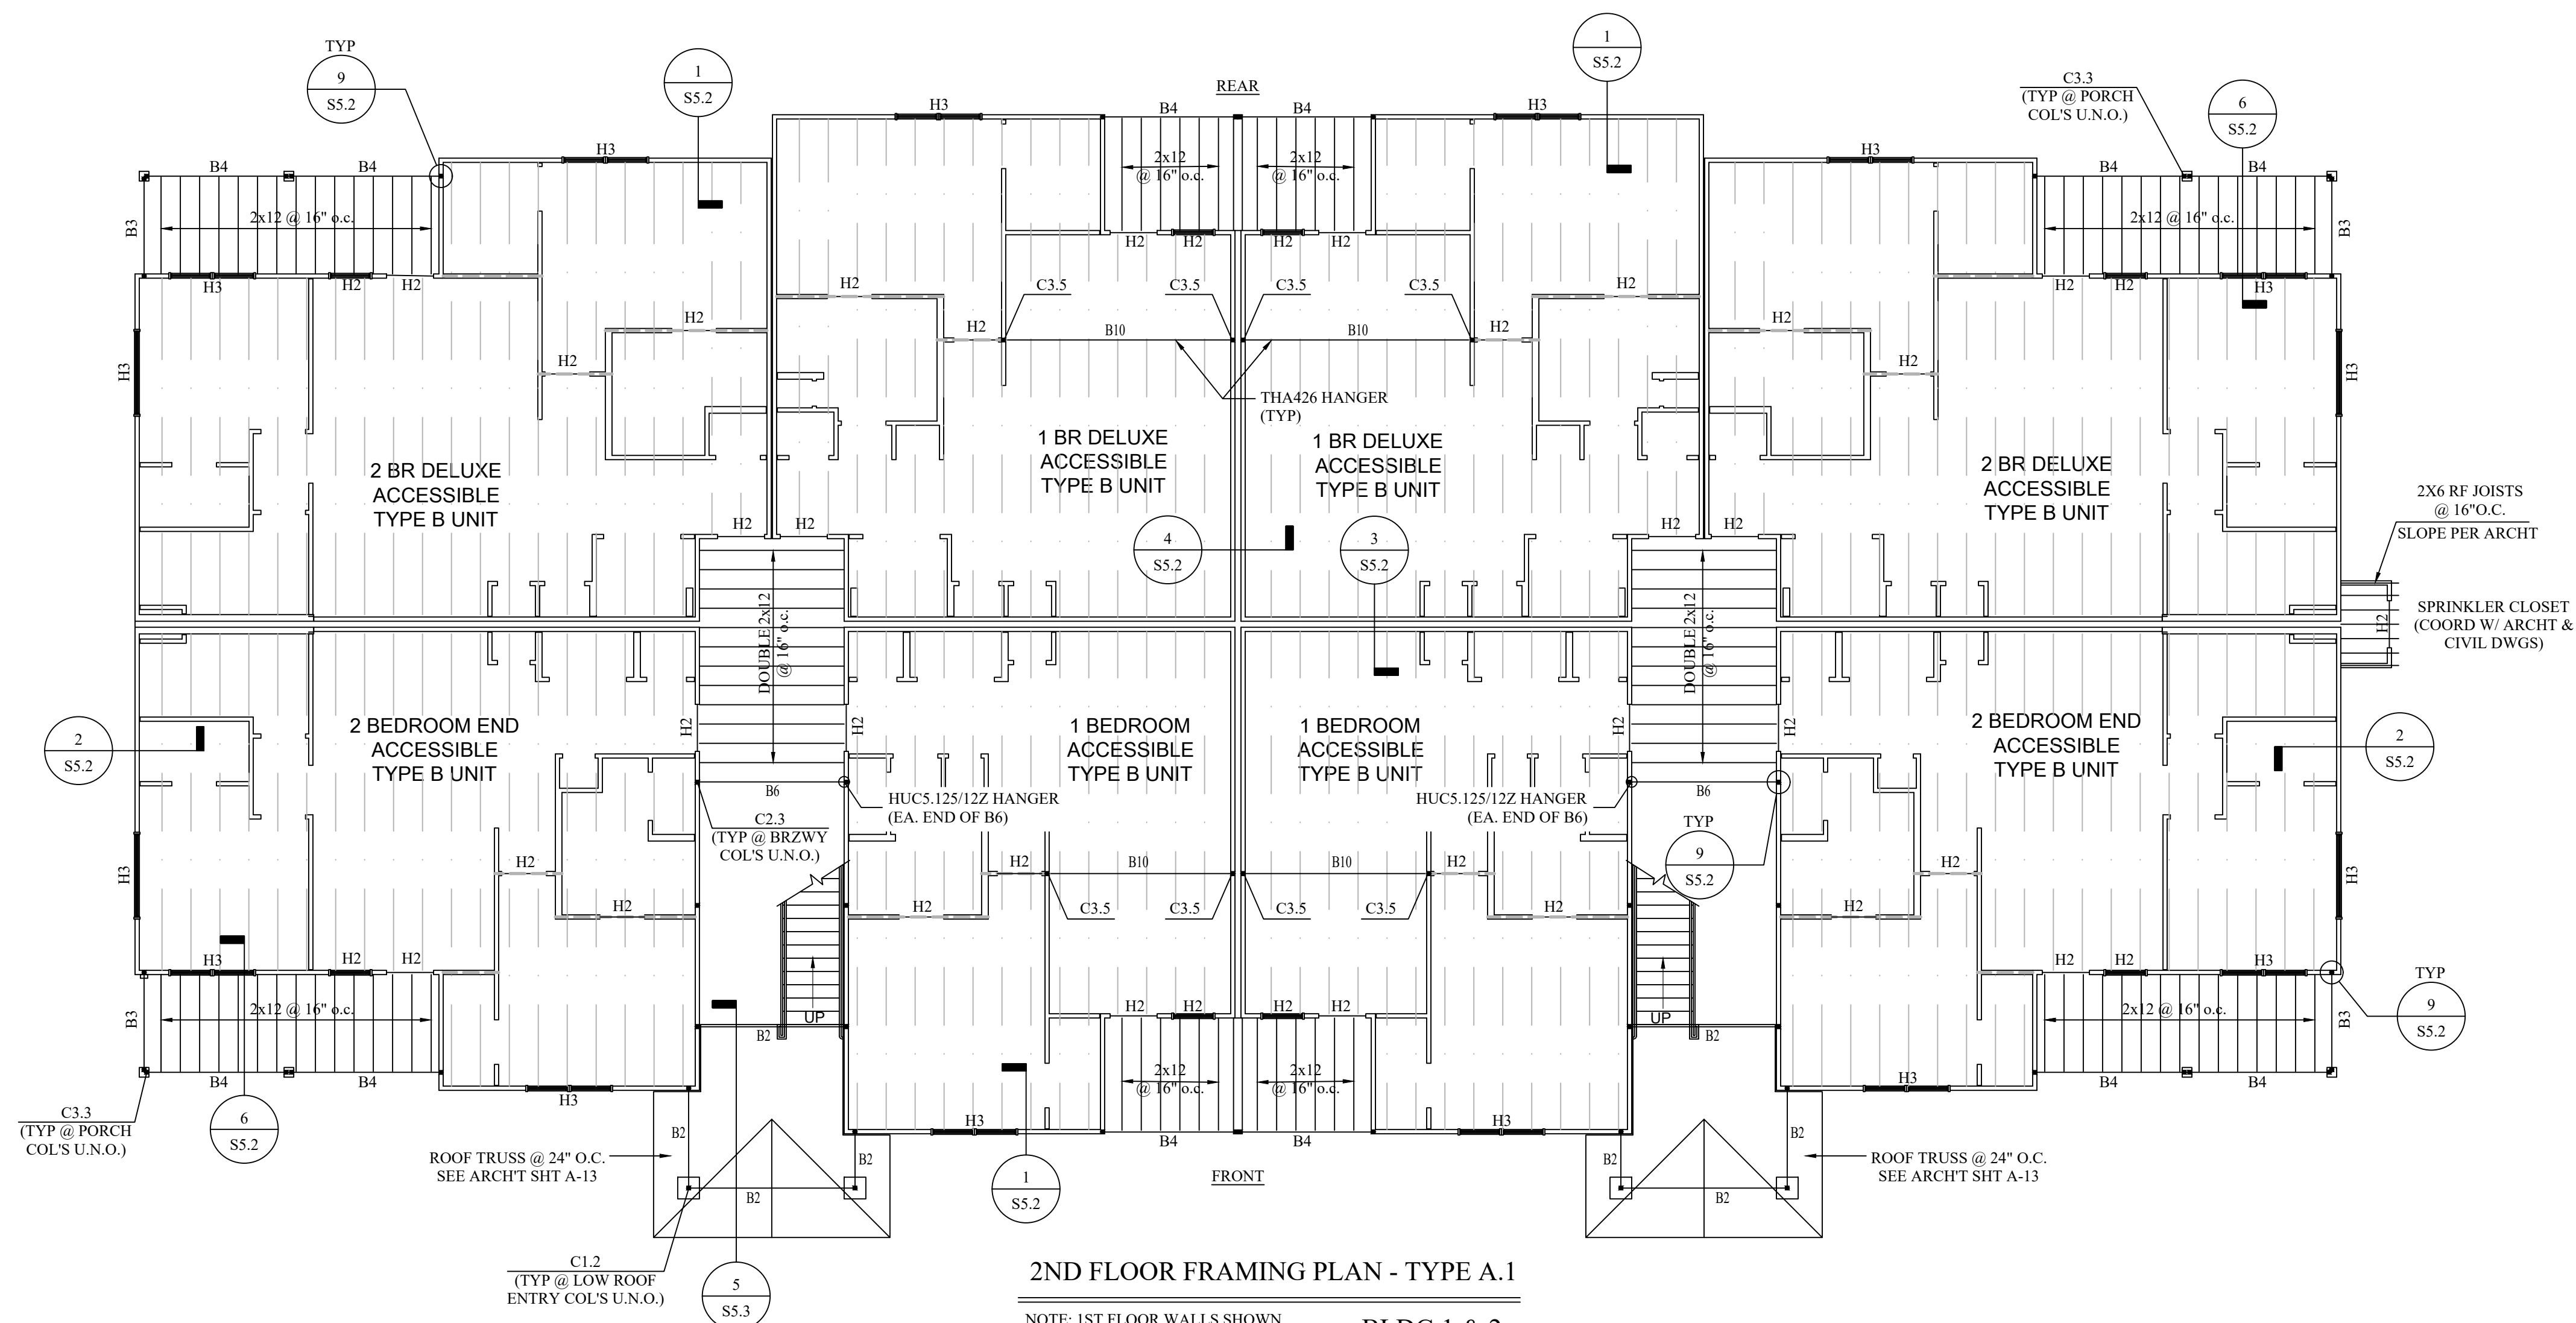 TYP
9
S5.2
1
S5.2
1
S5.2
REAR
C3.3
(TYP @ PORCH
COL'S U.N.O.)
6
S5.2
H3
B4
B4
H3
H3
H3
B4
B4
B4
B4
2x12
@ 16" o.c.
2x12
@ 16" o.c.
B3
2x12 @ 16" o.c.
2x12 @ 16" o.c.
B3
H2
H2
H2
H2
H3
H2
H2
H2
H2
H3
H2
C3.5
C3.5
C3.5
C3.5
H2
H2
H2
B10
B10
H2
H2
H3
H2
H2
H3
THA426 HANGER
(TYP)
2 BR DELUXE
ACCESSIBLE
TYPE B UNIT
1 BR DELUXE
ACCESSIBLE
TYPE B UNIT
1 BR DELUXE
ACCESSIBLE
TYPE B UNIT
2 BR DELUXE
ACCESSIBLE
TYPE B UNIT
2X6 RF JOISTS
@ 16"O.C.
SLOPE PER ARCHT
H2
H2
4
S5.2
3
S5.2
H2
H2
DOUBLE 2x12
@ 16" o.c.
DOUBLE 2x12
@ 16" o.c.
H2
SPRINKLER CLOSET
(COORD W/ ARCHT &
CIVIL DWGS)
2
S5.2
2 BEDROOM END
ACCESSIBLE
TYPE B UNIT
H2
H2
1 BEDROOM
ACCESSIBLE
TYPE B UNIT
1 BEDROOM
ACCESSIBLE
TYPE B UNIT
H2
H2
2 BEDROOM END
ACCESSIBLE
TYPE B UNIT
2
S5.2
B6
HUC5.125/12Z HANGER
(EA. END OF B6)
HUC5.125/12Z HANGER
(EA. END OF B6)
B6
C2.3
(TYP @ BRZWY
COL'S U.N.O.)
TYP
9
S5.2
H3
H2
H2
B10
B10
H2
H2
H3
H2
H2
C3.5
C3.5
C3.5
C3.5
H2
H2
H3
H2
H2
H2
H2
H3
TYP
9
S5.2
B3
2x12 @ 16" o.c.
UP
B2
H2
H2
H2
H2
UP
B2
2x12 @ 16" o.c.
B3
2x12
@ 16" o.c.
2x12
@ 16" o.c.
B4
B4
H3
H3
H3
H3
B4
B4
B4
B4
C3.3
(TYP @ PORCH
COL'S U.N.O.)
6
S5.2
B2
B2
B2
B2
ROOF TRUSS @ 24" O.C.
SEE ARCH'T SHT A-13
B2
1
S5.2
FRONT
B2
ROOF TRUSS @ 24" O.C.
SEE ARCH'T SHT A-13
C1.2
(TYP @ LOW ROOF
ENTRY COL'S U.N.O.)
5
S5.3
2ND FLOOR FRAMING PLAN - TYPE A.1
NOTE: 1ST FLOOR WALLS SHOWN
BLDG 1 & 2